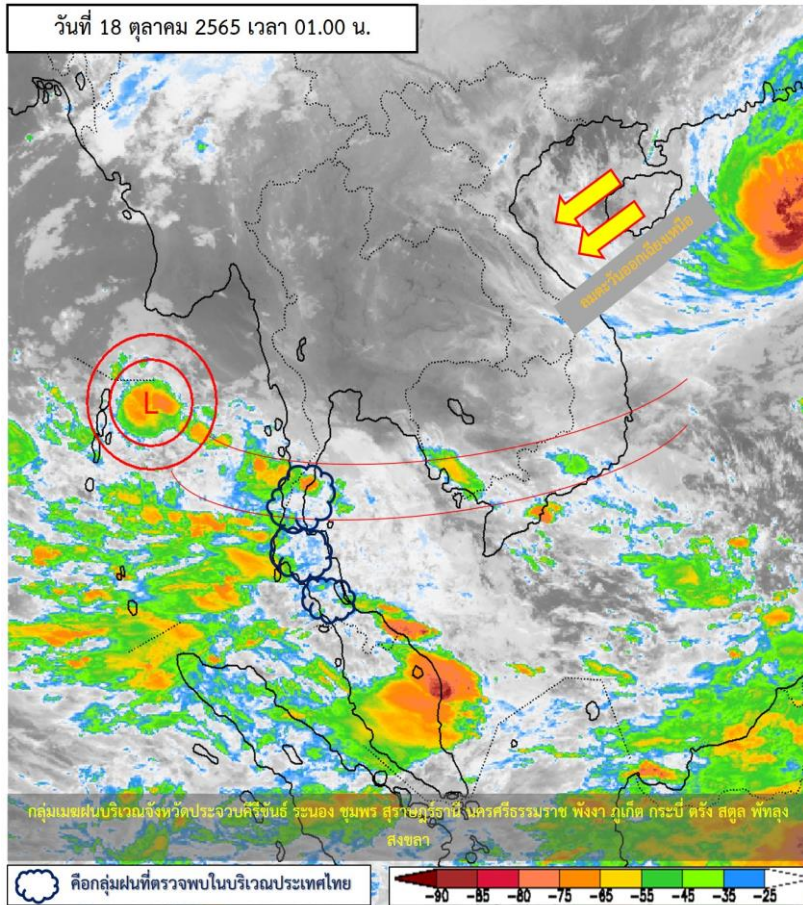 วันที่ 18 ตุลาคม 2565 เวลา 01.00 น.
ลมตะวันออกเฉียงเหนือ
L
กลุ่มเมฆฝนบริเวณจังหวัดประจวบคีรีขันธ์ ระนอง ชุมพร สุราษฎร์ธานี นครศรีธรรมราช พังงา ภูเก็ต กระบี่ ตรัง สตูล พัทลุง
สงขลา
คือกลุ่มฝนที่ตรวจพบในบริเวณประเทศไทย
-90 -85 -80 -75 -65 -55 -45 -35 -25